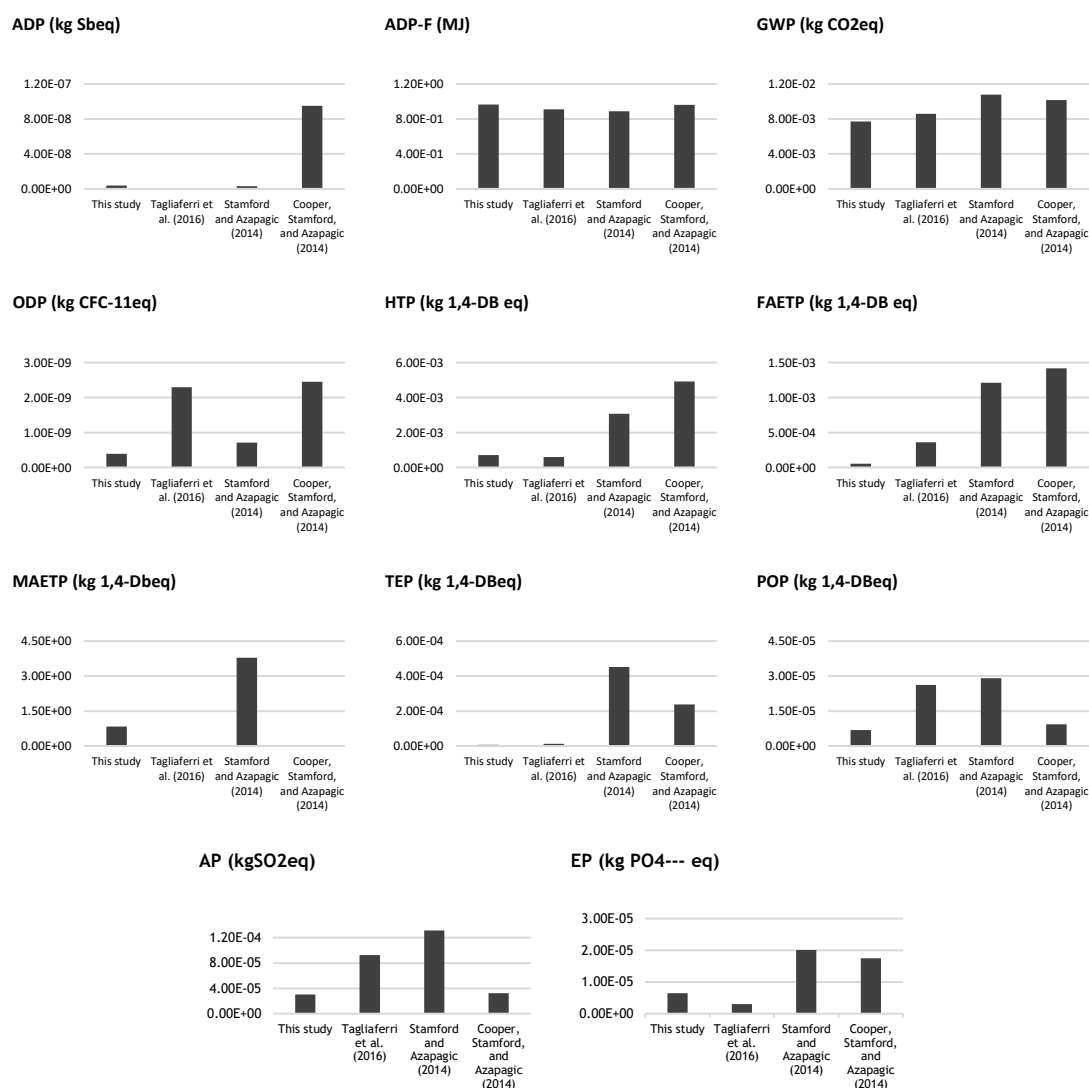 ADP (kg Sbeq)
1.20E-07
8.00E-08
4.00E-08
0.00E+00
This study
Tagliaferri et
al. (2016)
Stamford
and Azapagic
(2014)
Cooper,
Stamford,
and Azapagic
(2014)
ADP-F (MJ)
1.20E+00
8.00E-01
4.00E-01
0.00E+00
This study
Tagliaferri et
al. (2016)
Stamford
and Azapagic
(2014)
Cooper,
Stamford,
and Azapagic
(2014)
GWP (kg CO2eq)
1.20E-02
8.00E-03
4.00E-03
0.00E+00
This study
Tagliaferri et
al. (2016)
Stamford
and Azapagic
(2014)
Cooper,
Stamford,
and Azapagic
(2014)
ODP (kg CFC-11eq)
3.00E-09
2.00E-09
1.00E-09
0.00E+00
This study
Tagliaferri et
al. (2016)
Stamford
and Azapagic
(2014)
Cooper,
Stamford,
and Azapagic
(2014)
HTP (kg 1,4-DB eq)
6.00E-03
4.00E-03
2.00E-03
0.00E+00
This study
Tagliaferri et
al. (2016)
Stamford
and Azapagic
(2014)
Cooper,
Stamford,
and Azapagic
(2014)
FAETP (kg 1,4-DB eq)
1.50E-03
1.00E-03
5.00E-04
0.00E+00
This study
Tagliaferri et
al. (2016)
Stamford
and Azapagic
(2014)
Cooper,
Stamford,
and Azapagic
(2014)
MAETP (kg 1,4-Dbeq)
4.50E+00
3.00E+00
1.50E+00
0.00E+00
This study
Tagliaferri et
al. (2016)
Stamford
and Azapagic
(2014)
Cooper,
Stamford,
and Azapagic
(2014)
TEP (kg 1,4-DBeq)
6.00E-04
4.00E-04
2.00E-04
0.00E+00
This study
Tagliaferri et
al. (2016)
Stamford
and Azapagic
(2014)
Cooper,
Stamford,
and Azapagic
(2014)
POP (kg 1,4-DBeq)
4.50E-05
3.00E-05
1.50E-05
0.00E+00
This study
Tagliaferri et
al. (2016)
Stamford
and Azapagic
(2014)
Cooper,
Stamford,
and Azapagic
(2014)
AP (kgSO2eq)
1.20E-04
8.00E-05
4.00E-05
0.00E+00
This study
Tagliaferri
et al.
(2016)
Stamford
and
Azapagic
(2014)
Cooper,
Stamford,
and
Azapagic
(2014)
EP (kg PO4--- eq)
3.00E-05
2.00E-05
1.00E-05
0.00E+00
This study
Tagliaferri
et al.
(2016)
Stamford
and
Azapagic
(2014)
Cooper,
Stamford,
and
Azapagic
(2014)